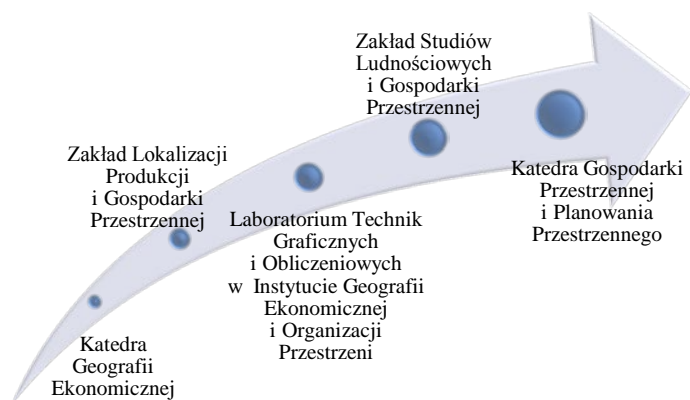 Zakład Studiów
Ludnościowych
i Gospodarki
Przestrzennej
Zakład Lokalizacji
Produkcji
i Gospodarki
Przestrzennej
Katedra Gospodarki
Przestrzennej
i Planowania
Przestrzennego
Laboratorium Technik
Graficznych
i Obliczeniowych
w Instytucie Geografii
Ekonomicznej
i Organizacji
Przestrzeni
Katedra
Geografii
Ekonomicznej